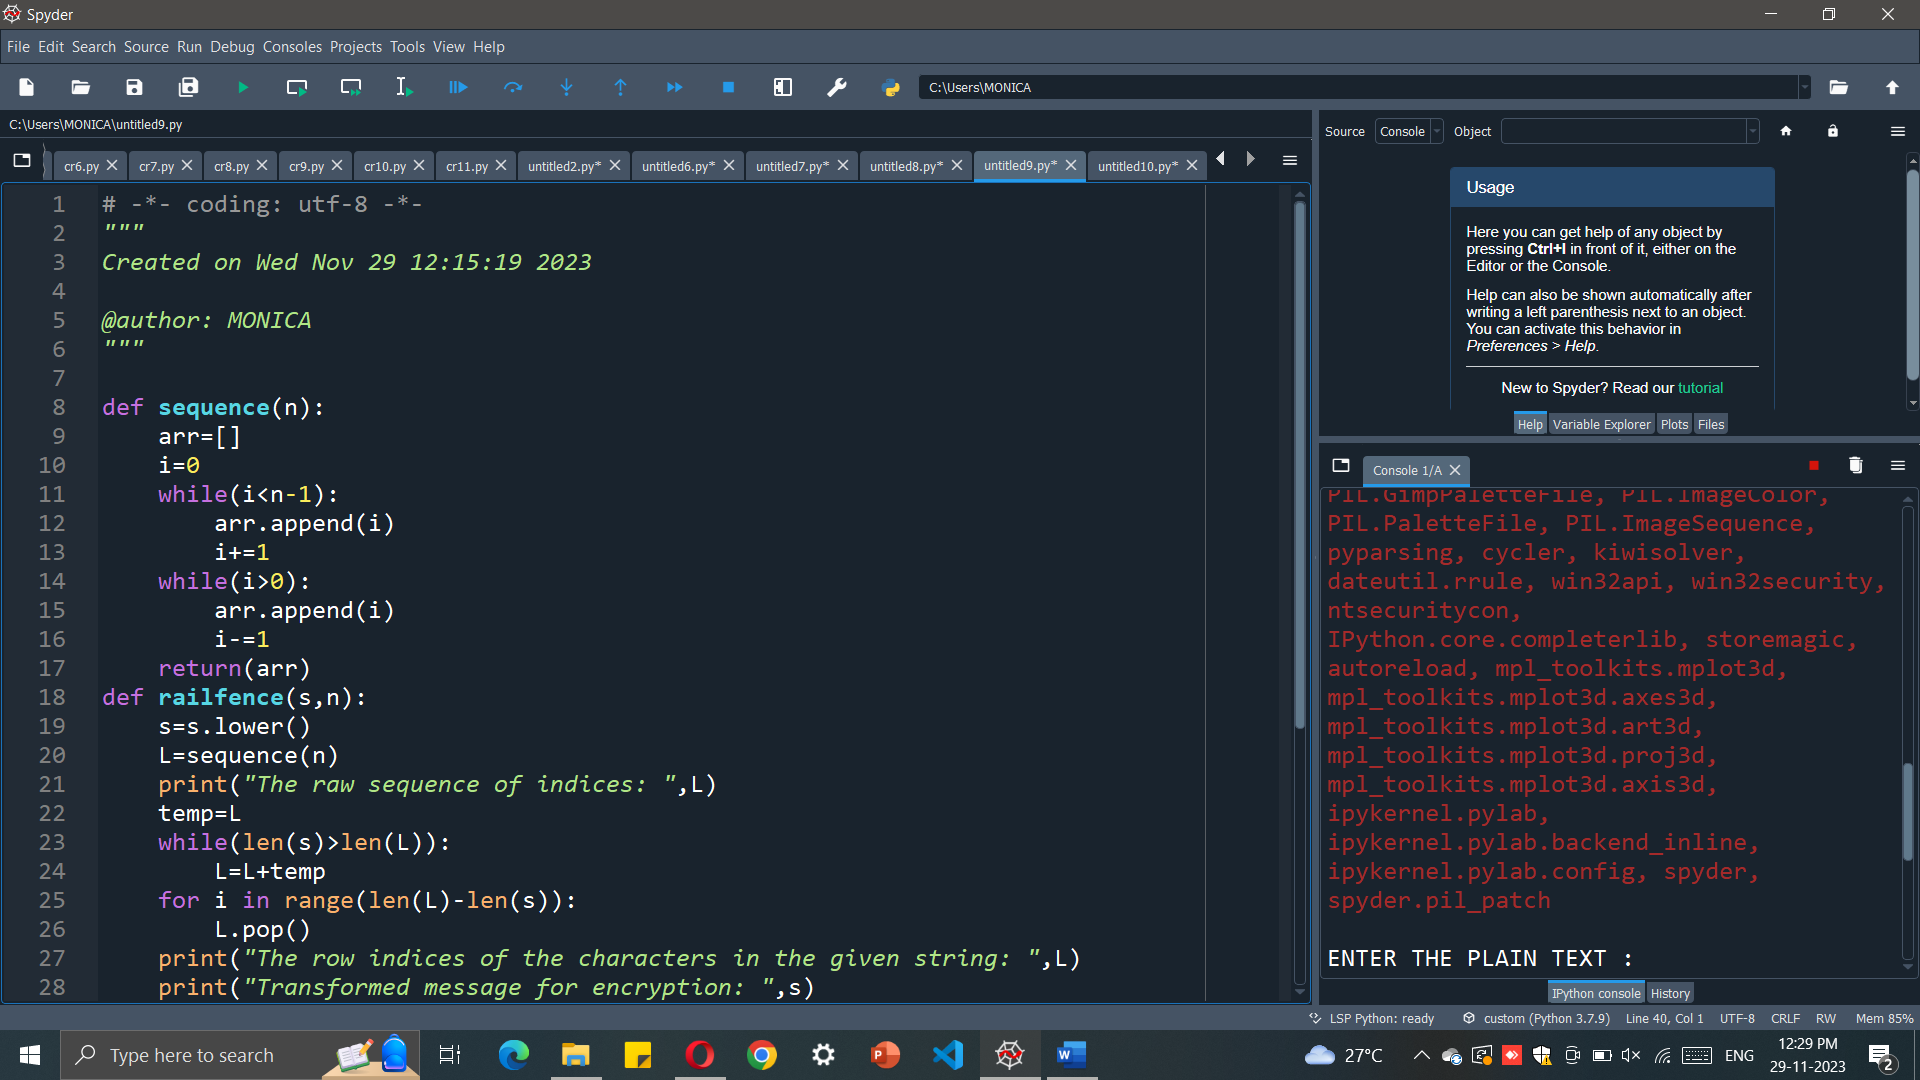 Spyder
File Edit Search Source Run Debug Consoles Projects Tools View Help
C:\Users\MONICA
C:\Users\MONICA\untitled9.py
cr6.py cr7.py cr8.py cr9.py cr10.py cr11.py untitled2.py* untitled6.py* untitled7.py* untitled8.py* untitled9.py* untitled10.py*
1 # -*- coding: utf-8 -*-
2 """
3 Created on Wed Nov 29 12:15:19 2023
4
5 @author: MONICA
6 """
7
8 def sequence(n):
9     arr=[]
10     i=0
11     while(i<n-1):
12         arr.append(i)
13         i+=1
14     while(i>0):
15         arr.append(i)
16         i-=1
17     return(arr)
18 def railfence(s,n):
19     s=s.lower()
20     L=sequence(n)
21     print("The raw sequence of indices: ",L)
22     temp=L
23     while(len(s)>len(L)):
24         L=L+temp
25     for i in range(len(L)-len(s)):
26         L.pop()
27     print("The row indices of the characters in the given string: ",L)
28     print("Transformed message for encryption: ",s)
Source Console Object
Usage
Here you can get help of any object by
pressing Ctrl+I in front of it, either on the
Editor or the Console.
Help can also be shown automatically after
writing a left parenthesis next to an object.
You can activate this behavior in
Preferences > Help.
New to Spyder? Read our tutorial
Help Variable Explorer Plots Files
Console 1/A
PIL.GimpPaletteFile, PIL.ImageColor,
PIL.PaletteFile, PIL.ImageSequence,
pyparsing, cycler, kiwisolver,
dateutil.rrule, win32api, win32security,
ntsecuritycon,
IPython.core.completerlib, storemagic,
autoreload, mpl_toolkits.mplot3d,
mpl_toolkits.mplot3d.axes3d,
mpl_toolkits.mplot3d.art3d,
mpl_toolkits.mplot3d.proj3d,
mpl_toolkits.mplot3d.axis3d,
ipykernel.pylab,
ipykernel.pylab.backend_inline,
ipykernel.pylab.config, spyder,
spyder.pil_patch
ENTER THE PLAIN TEXT :
IPython console History
LSP Python: ready custom (Python 3.7.9) Line 40, Col 1 UTF-8 CRLF RW Mem 85%
Type here to search
27°C ENG
12:29 PM
29-11-2023
2